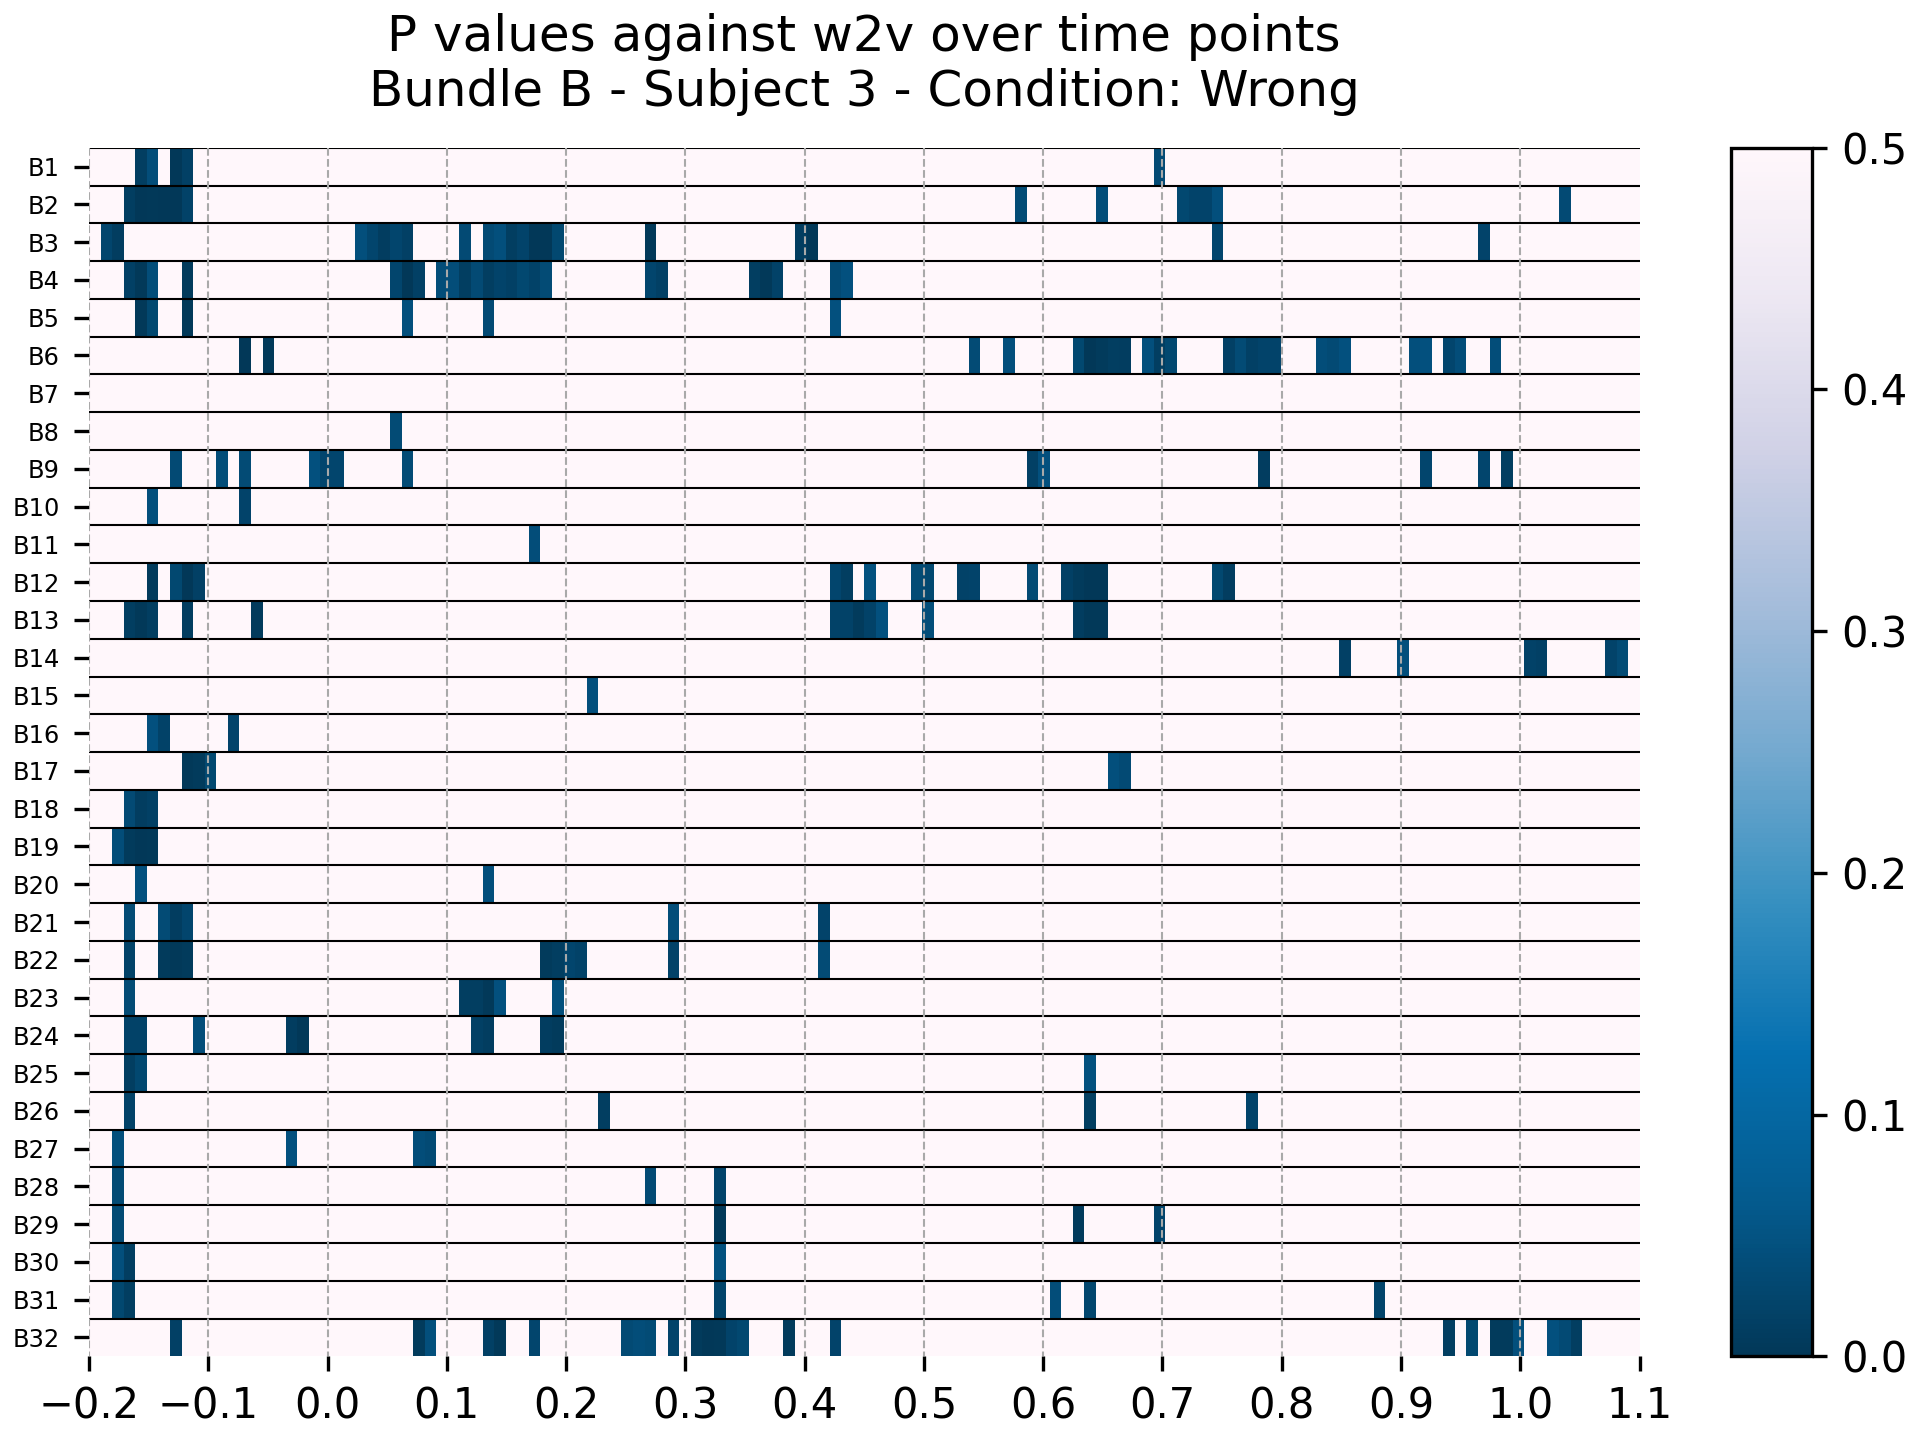 P values against w2v over time points
Bundle B - Subject 3 - Condition: Wrong
B1
B2
B3
B4
B5
B6
B7
B8
B9
B10
B11
B12
B13
B14
B15
B16
B17
B18
B19
B20
B21
B22
B23
B24
B25
B26
B27
B28
B29
B30
B31
B32
−0.2 −0.1 0.0 0.1 0.2 0.3 0.4 0.5 0.6 0.7 0.8 0.9 1.0 1.1
0.5
0.4
0.3
0.2
0.1
0.0